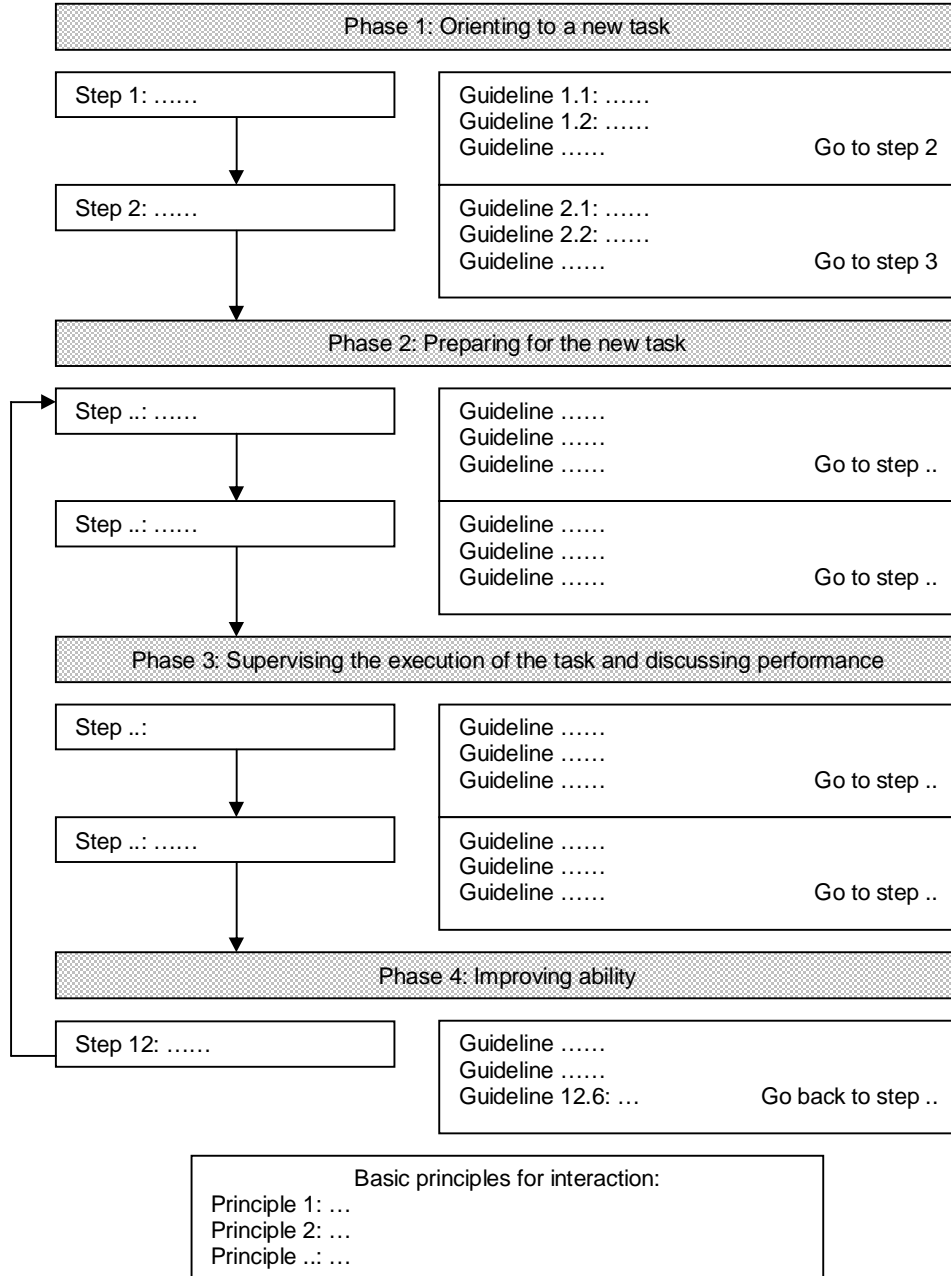 Phase 1: Orienting to a new task
Step 1: ……
Guideline 1.1: ……
Guideline 1.2: ……
Guideline …… Go to step 2
Step 2: ……
Guideline 2.1: ……
Guideline 2.2: ……
Guideline …… Go to step 3
Phase 2: Preparing for the new task
Step ..: ……
Guideline ……
Guideline ……
Guideline …… Go to step ..
Step ..: ……
Guideline ……
Guideline ……
Guideline …… Go to step ..
Phase 3: Supervising the execution of the task and discussing performance
Step ..:
Guideline ……
Guideline ……
Guideline …… Go to step ..
Step ..: ……
Guideline ……
Guideline ……
Guideline …… Go to step ..
Phase 4: Improving ability
Step 12: ……
Guideline ……
Guideline ……
Guideline 12.6: … Go back to step ..
Basic principles for interaction:
Principle 1: …
Principle 2: …
Principle ..: …